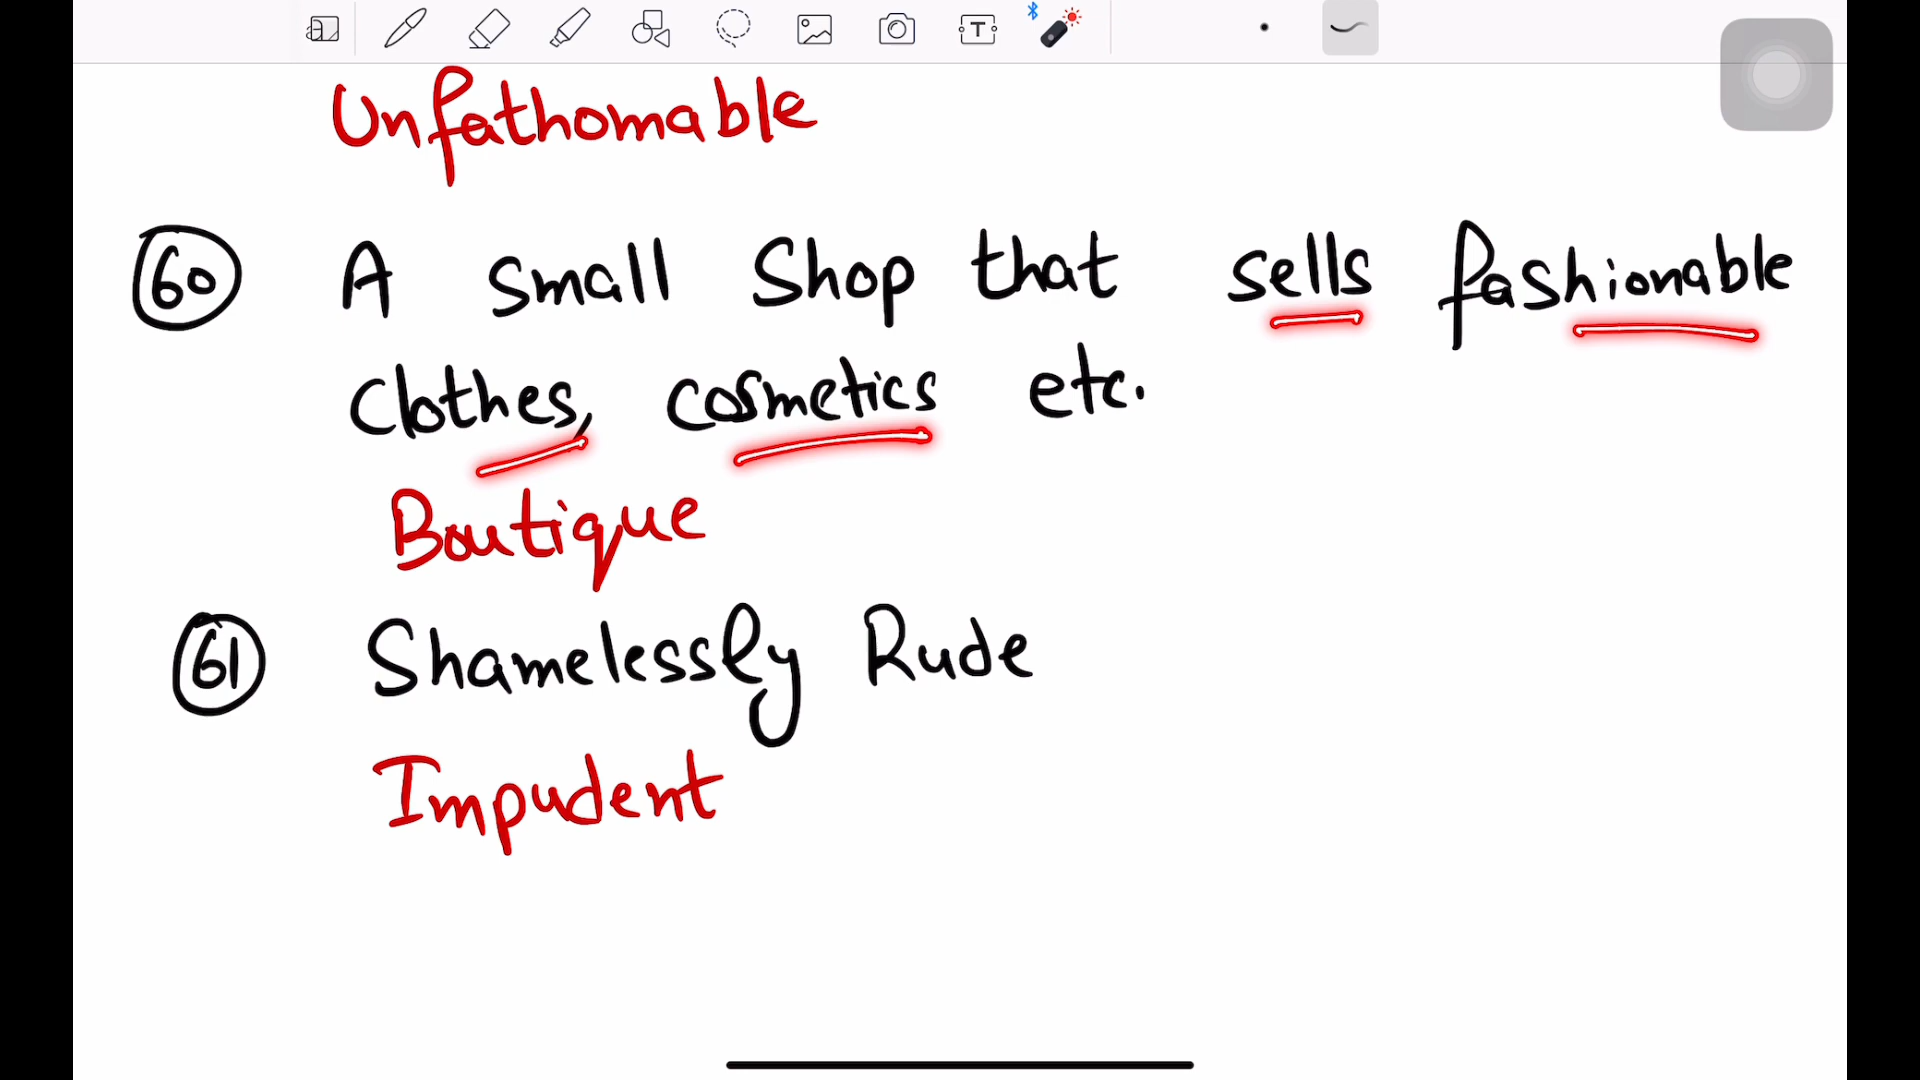 Unfathomable
60 A small Shop that sells fashionable
Clothes, cosmetics etc.
Boutique
61 Shamelessly Rude
Impudent